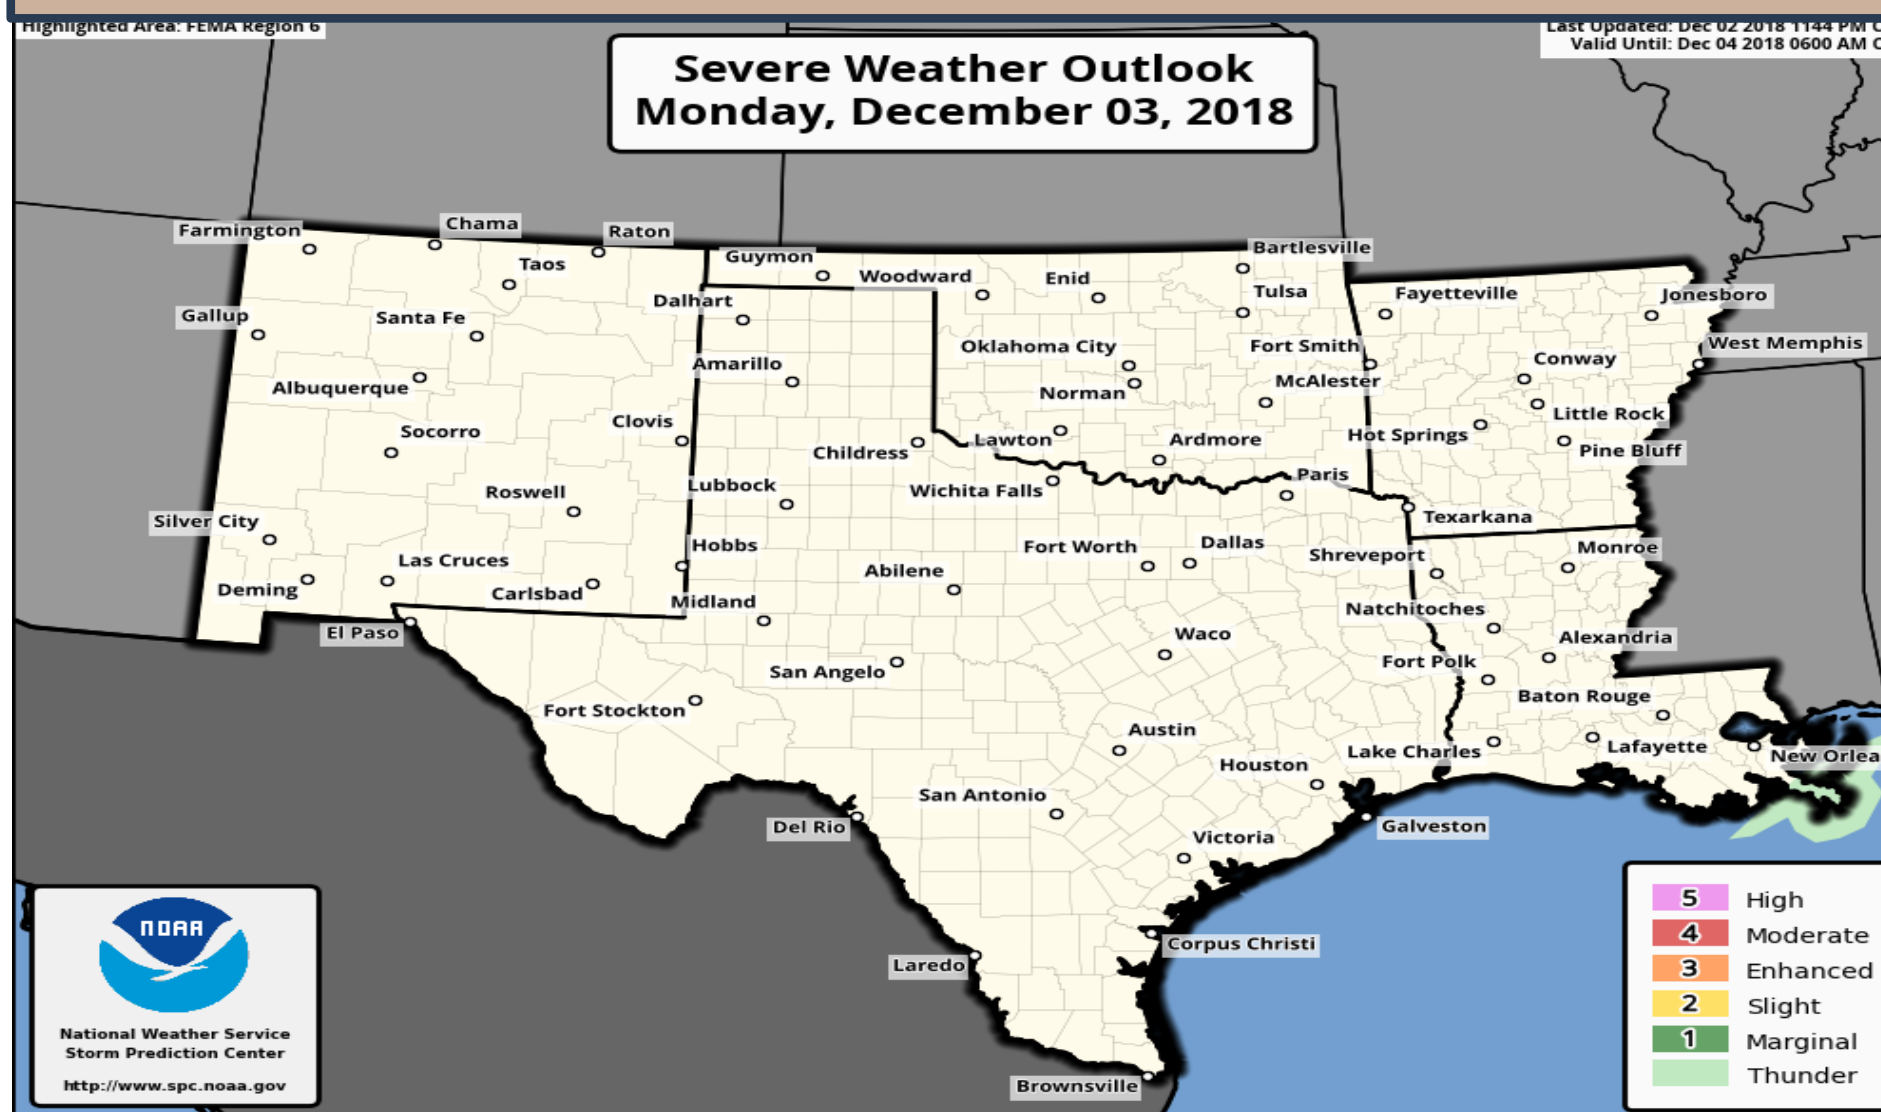 Highlighted Area: FEMA Region 6
Last Updated: Dec 02 2018 1144 PM
Valid Until: Dec 04 2018 0600 AM
Severe Weather Outlook
Monday, December 03, 2018
Farmington
Chama
Raton
Taos
Guymon
Woodward
Enid
Bartlesville
Tulsa
Fayetteville
Jonesboro
Dalhart
Gallup
Santa Fe
Oklahoma City
Fort Smith
West Memphis
Conway
Amarillo
McAlester
Albuquerque
Norman
Little Rock
Clovis
Socorro
Lawton
Ardmore
Hot Springs
Pine Bluff
Childress
Paris
Lubbock
Roswell
Wichita Falls
Texarkana
Silver City
Hobbs
Fort Worth
Dallas
Shreveport
Monroe
Las Cruces
Abilene
Deming
Carlsbad
Midland
Natchitoches
El Paso
Waco
Alexandria
San Angelo
Fort Polk
Baton Rouge
Fort Stockton
Austin
Lake Charles
Lafayette
New Orlea
Houston
San Antonio
Del Rio
Galveston
Victoria
Corpus Christi
Laredo
Brownsville
NOAA
National Weather Service
Storm Prediction Center
http://www.spc.noaa.gov
5 High
4 Moderate
3 Enhanced
2 Slight
1 Marginal
Thunder